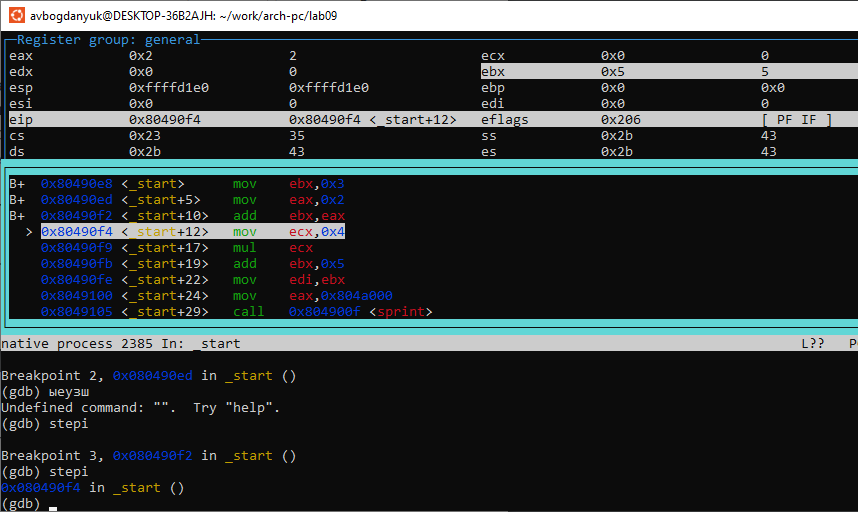 avbogdanyuk@DESKTOP-36B2AJH: ~/work/arch-pc/lab09
Register group: general
eax 0x2 2 ecx 0x0 0
edx 0x0 0 ebx 0x5 5
esp 0xffffd1e0 0xffffd1e0 ebp 0x0 0x0
esi 0x0 0 edi 0x0 0
eip 0x80490f4 0x80490f4 <_start+12> eflags 0x206 [ PF IF ]
cs 0x23 35 ss 0x2b 43
ds 0x2b 43 es 0x2b 43
B+ 0x80490e8 <_start> mov ebx,0x3
B+ 0x80490ed <_start+5> mov eax,0x2
B+ 0x80490f2 <_start+10> add ebx,eax
> 0x80490f4 <_start+12> mov ecx,0x4
0x80490f9 <_start+17> mul ecx
0x80490fb <_start+19> add ebx,0x5
0x80490fe <_start+22> mov edi,ebx
0x8049100 <_start+24> mov eax,0x804a000
0x8049105 <_start+29> call 0x804900f <sprint>
native process 2385 In: _start L?? P
Breakpoint 2, 0x080490ed in _start ()
(gdb) ыеузш
Undefined command: "". Try "help".
(gdb) stepi
Breakpoint 3, 0x080490f2 in _start ()
(gdb) stepi
0x080490f4 in _start ()
(gdb)